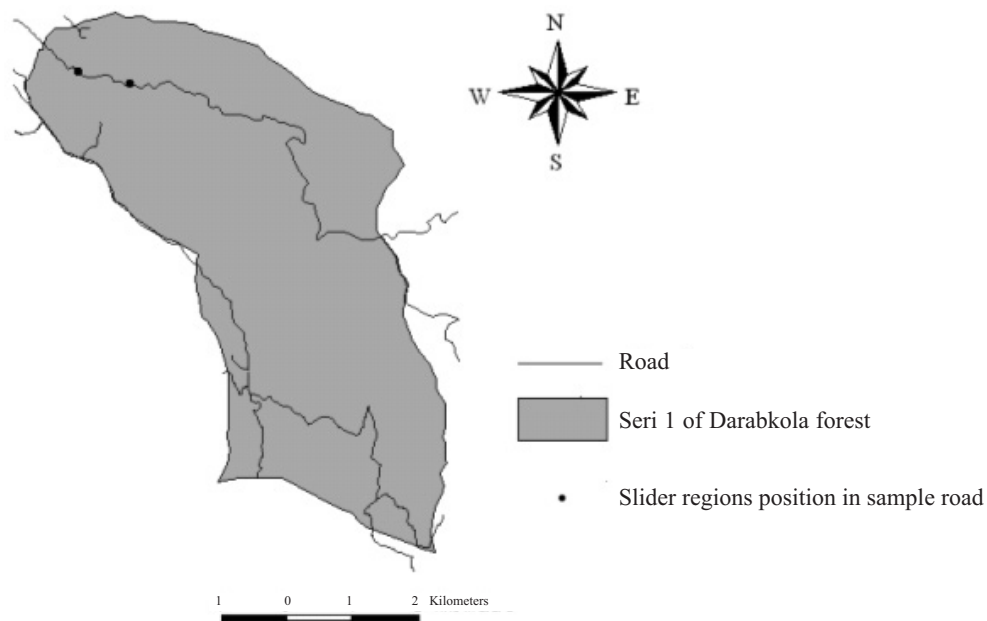 N
W E
S
Road
Seri 1 of Darabkola forest
Slider regions position in sample road
1 0 1 2 Kilometers